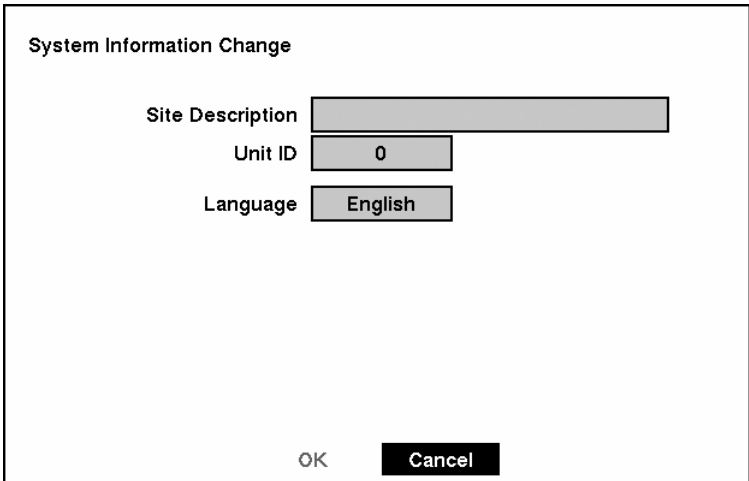 System Information Change
Site Description
Unit ID 0
Language English
OK Cancel